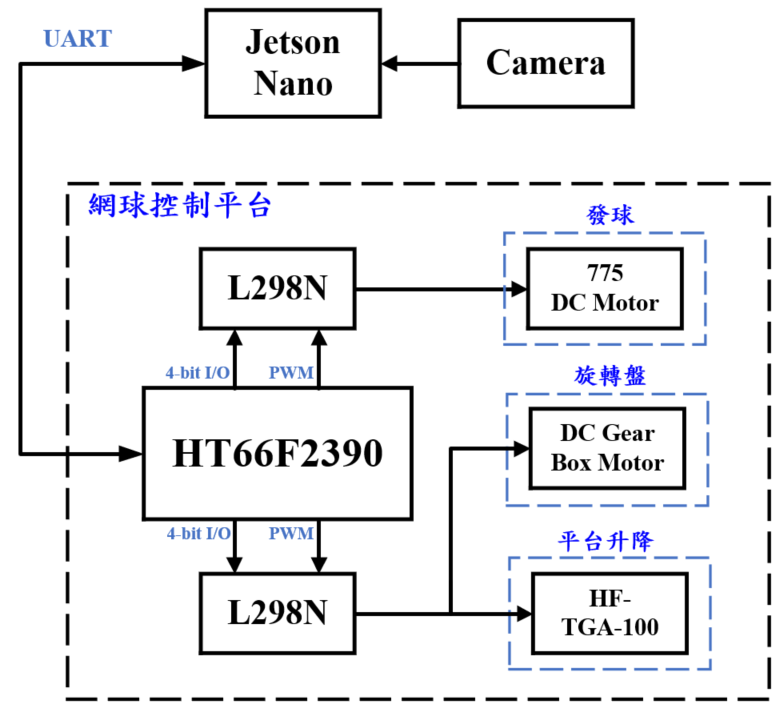 UART
Jetson
Nano
Camera
網球控制平台
發球
L298N
775
DC Motor
4-bit I/O
PWM
旋轉盤
HT66F2390
DC Gear
Box Motor
4-bit I/O
PWM
平台升降
L298N
HF-
TGA-100